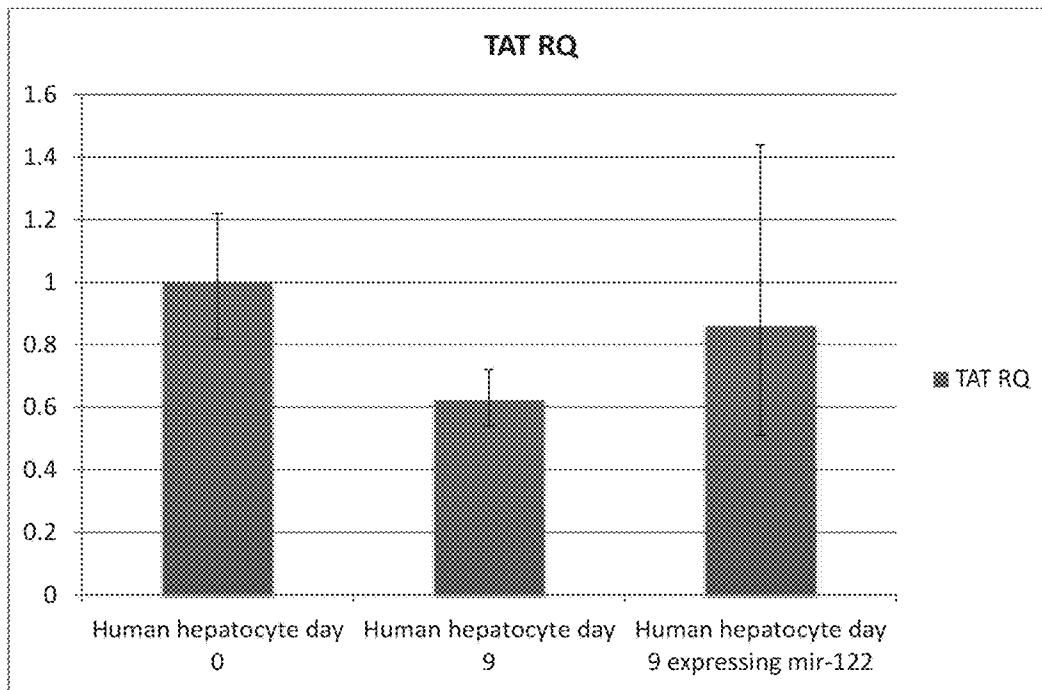 TAT RQ
1.6
1.4
1.2
1
0.8
0.6
0.4
0.2
0
Human hepatocyte day
0
Human hepatocyte day
9
Human hepatocyte day
9 expressing mir-122
TAT RQ